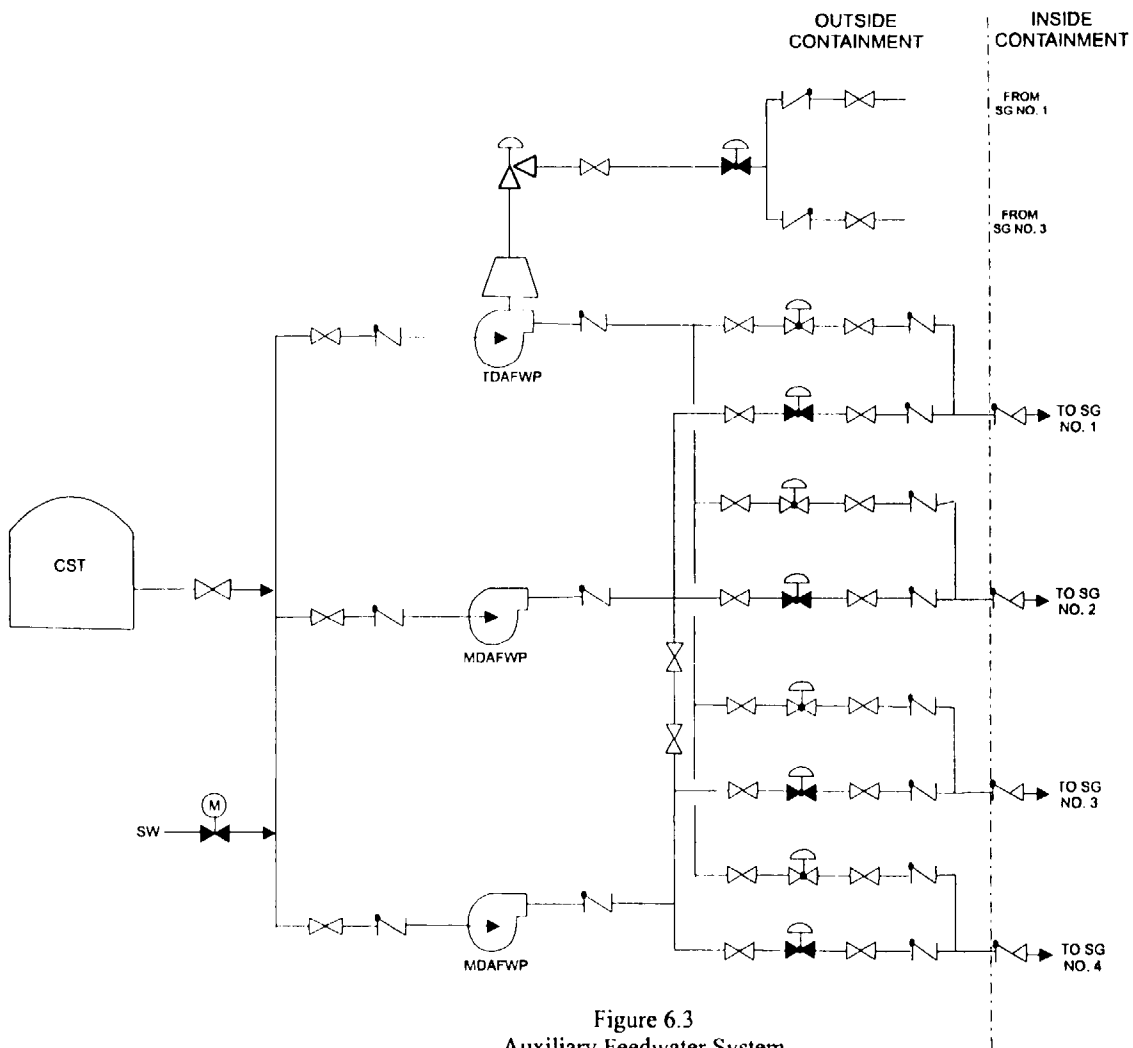 OUTSIDE
CONTAINMENT
INSIDE
CONTAINMENT
FROM
SG NO. 1
FROM
SG NO. 3
TDAFWP
TO SG
NO. 1
CST
MDAFWP
TO SG
NO. 2
TO SG
NO. 3
M
SW
MDAFWP
TO SG
NO. 4
Figure 6.3
Auxiliary Feedwater System